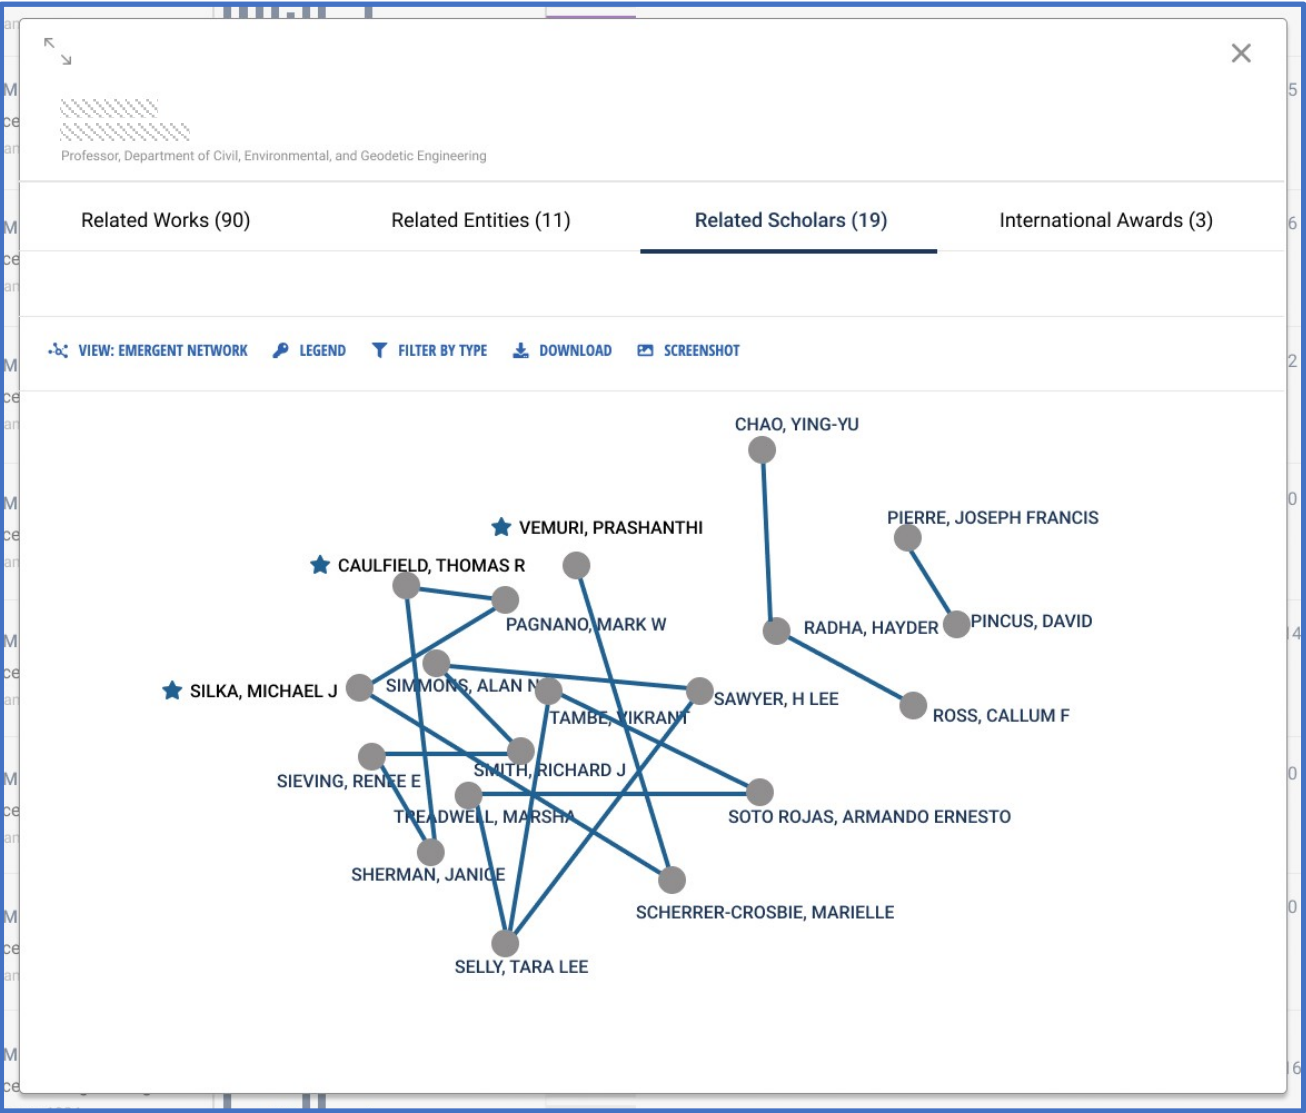 Professor, Department of Civil, Environmental, and Geodetic Engineering
Related Works (90) Related Entities (11) Related Scholars (19) International Awards (3)
VIEW: EMERGENT NETWORK LEGEND FILTER BY TYPE DOWNLOAD SCREENSHOT
CHAO, YING-YU
PIERRE, JOSEPH FRANCIS
VEMURI, PRASHANTHI
CAULFIELD, THOMAS R
PAGNANO, MARK W
RADHA, HAYDER
PINCUS, DAVID
SILKA, MICHAEL J
SIMMONS, ALAN N
SAWYER, H LEE
TAMBE, VIKRANT
ROSS, CALLUM F
SMITH, RICHARD J
SIEVING, RENEE E
TREADWELL, MARSHA
SOTO ROJAS, ARMANDO ERNESTO
SHERMAN, JANICE
SCHERRER-CROSBIE, MARIELLE
SELLY, TARA LEE